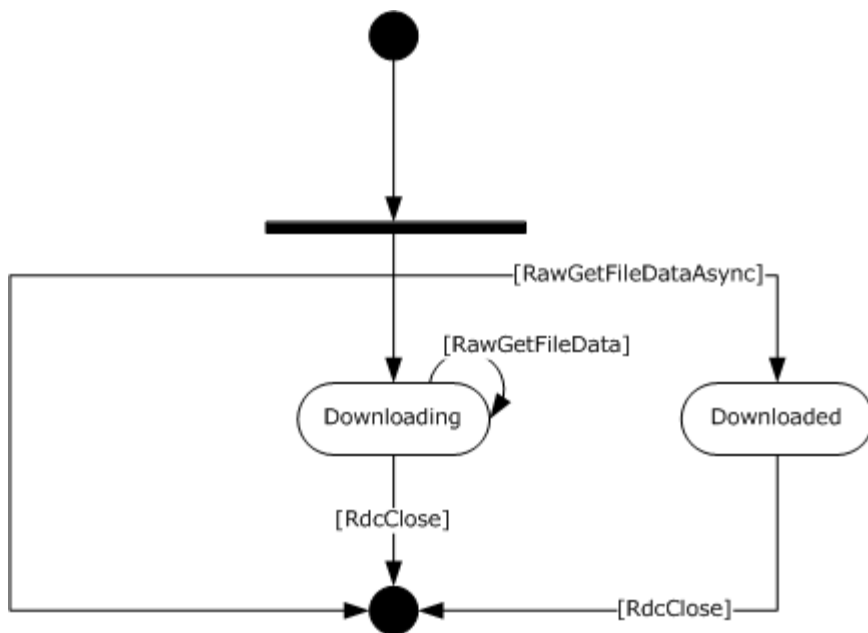 [RawGetFileDataAsync]
[RawGetFileData]
Downloading
Downloaded
[RdcClose]
[RdcClose]